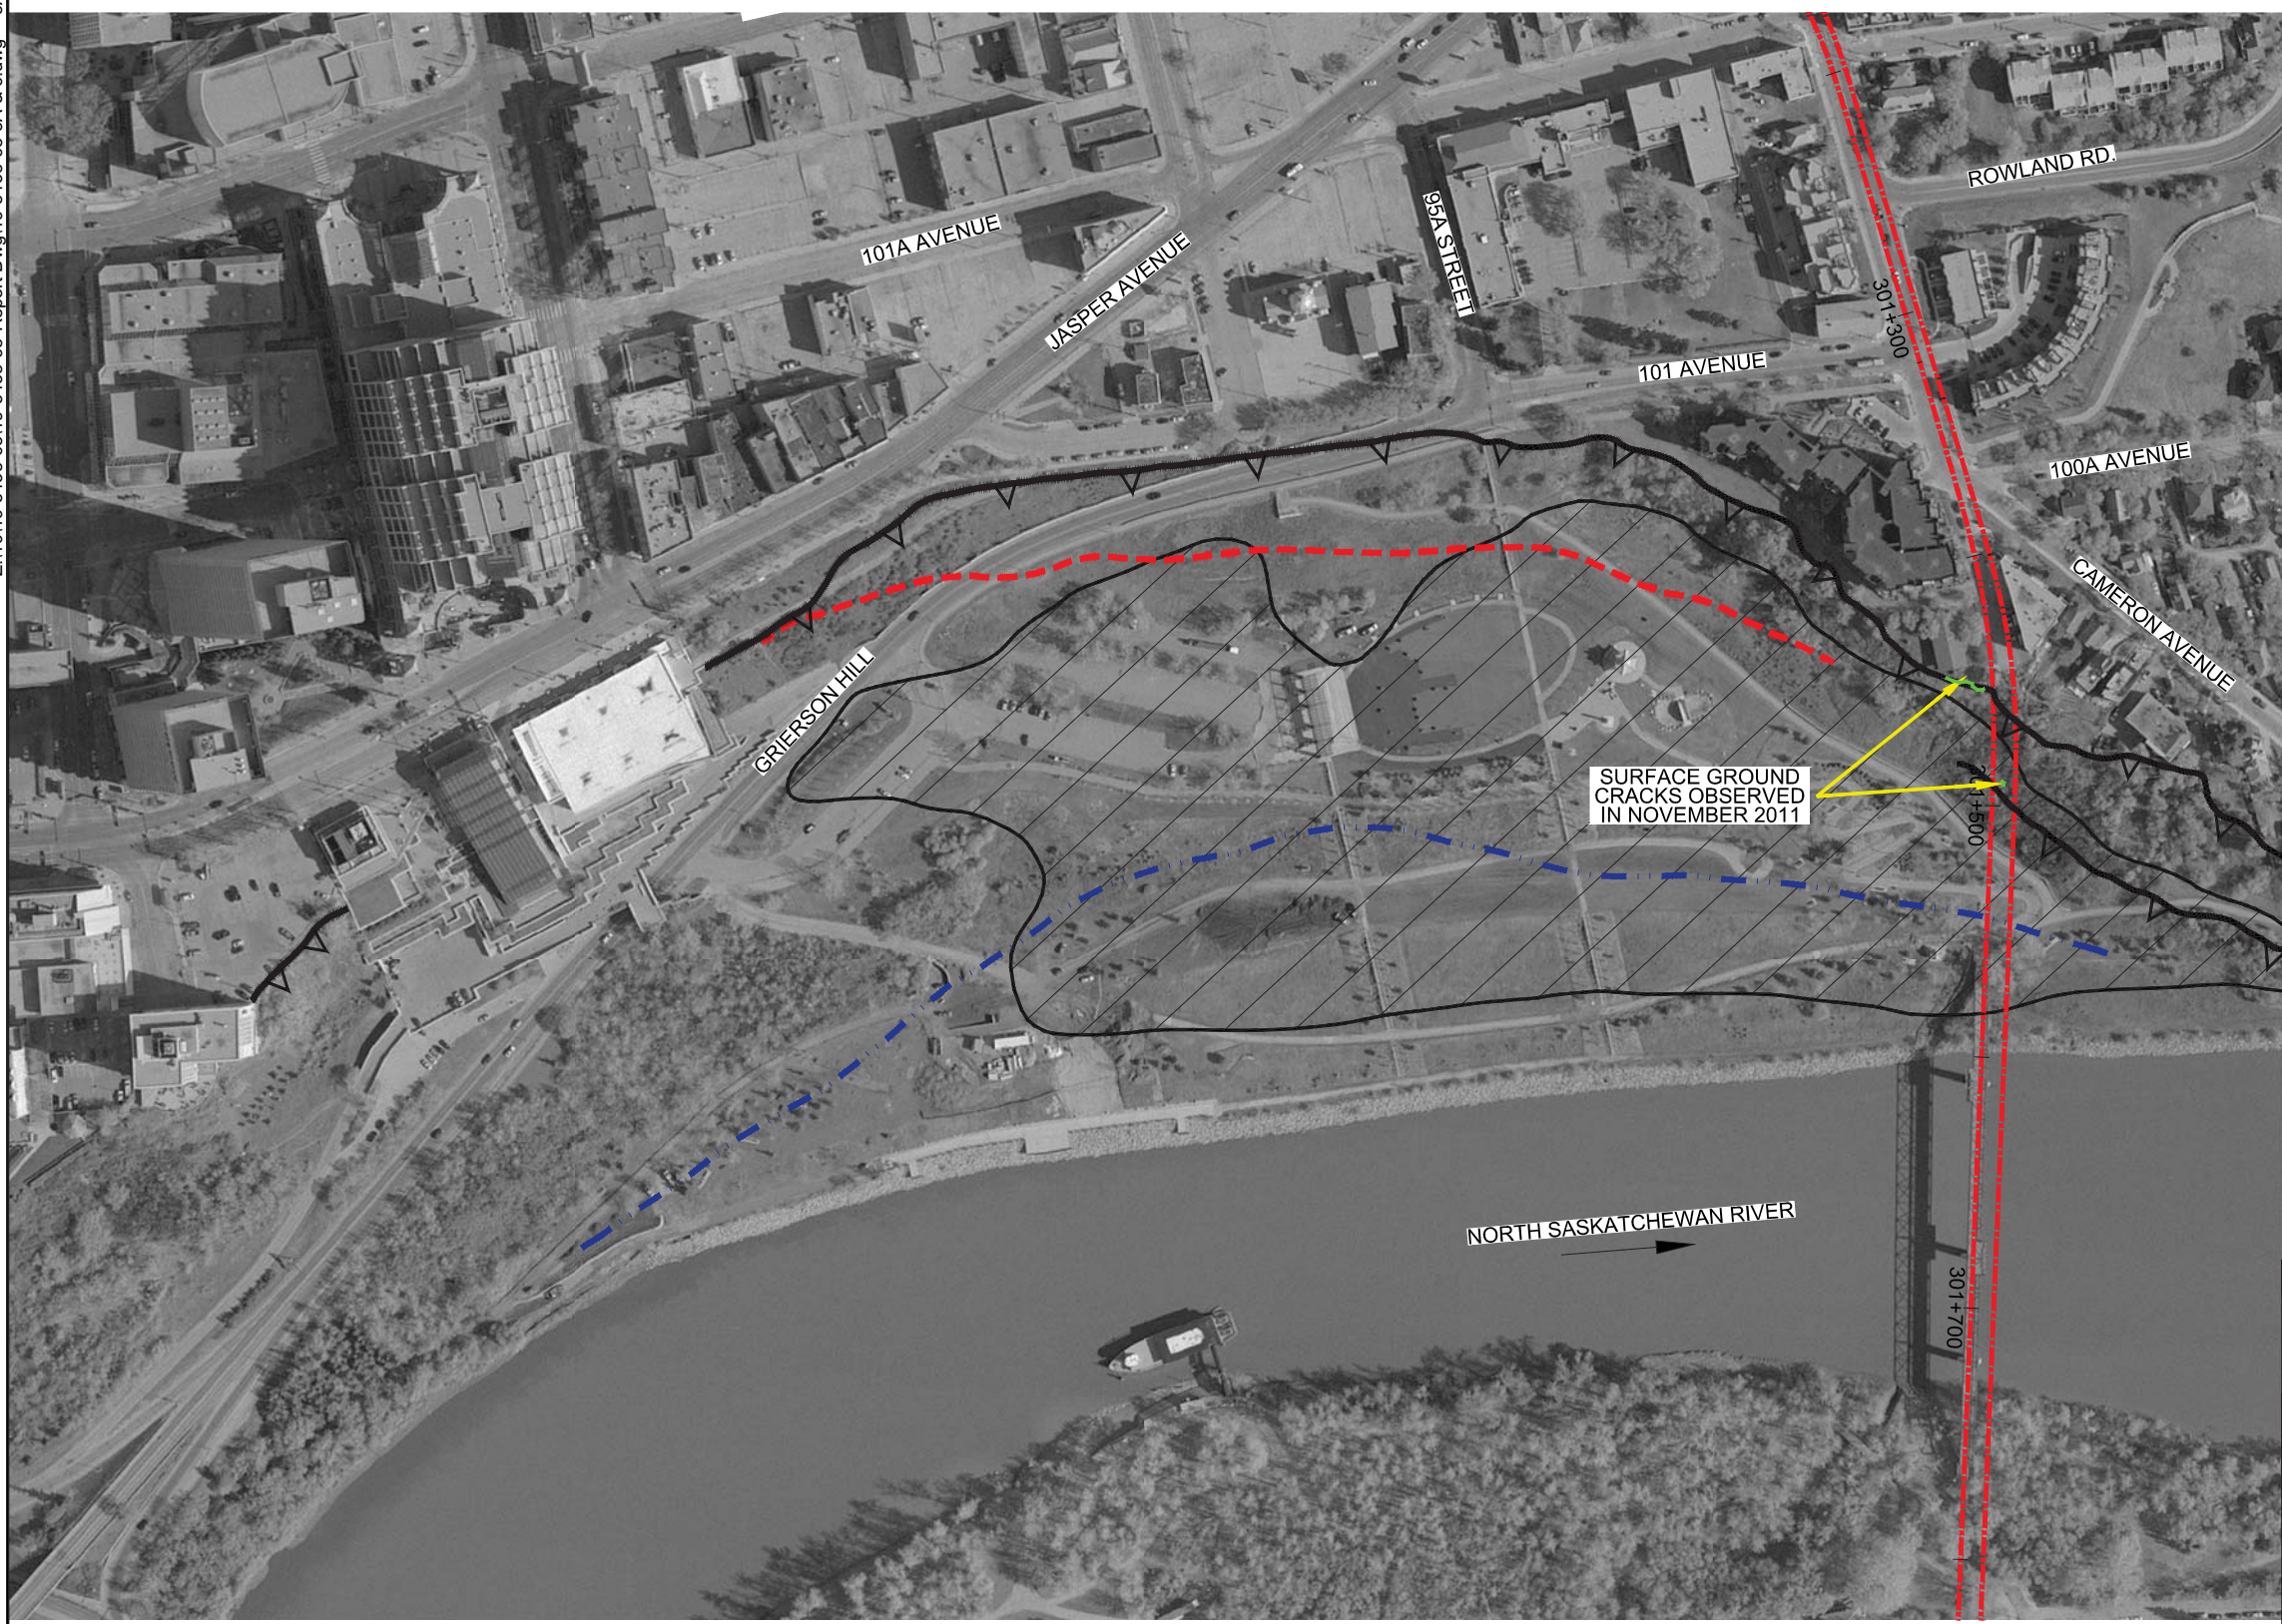 ROWLAND RD.
101A AVENUE
95A STREET
JASPER AVENUE
301+300
101 AVENUE
100A AVENUE
CAMERON AVENUE
GRIERSON HILL
SURFACE GROUND
CRACKS OBSERVED
IN NOVEMBER 2011
301+500
NORTH SASKATCHEWAN RIVER
301+700